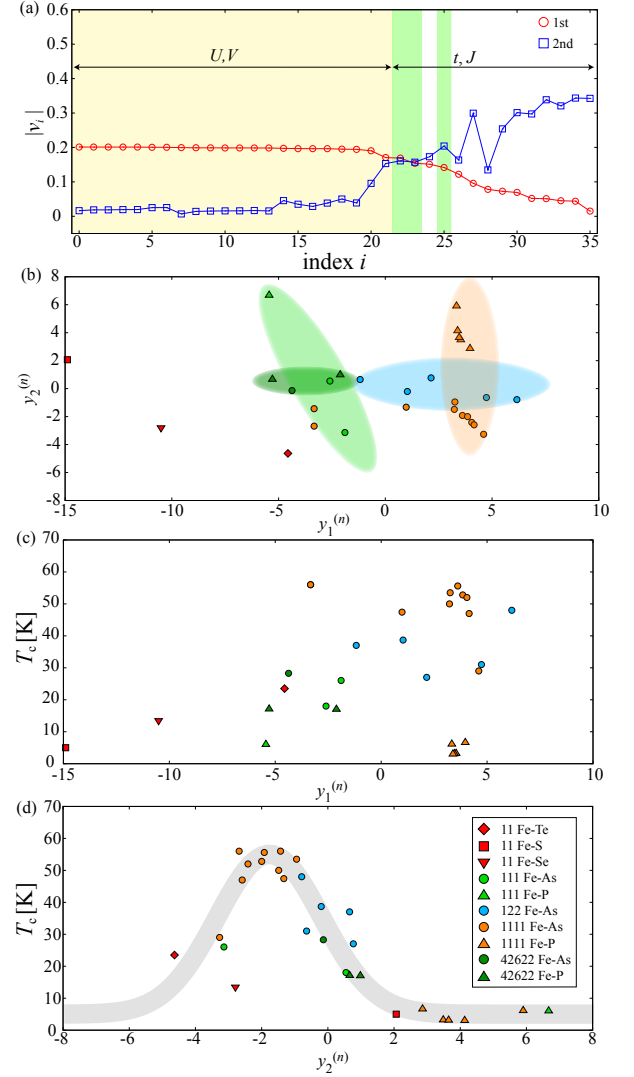 (a)
0.6
0.5
0.4
0.3
0.2
0.1
0
|v_i|
U,V
t, J
1st
2nd
0 5 10 15 20 25 30 35
index i
(b)
8
6
4
2
0
-2
-4
-6
-8
y_2^(n)
-15 -10 -5 0 5 10
y_1^(n)
(c)
70
60
50
40
30
20
10
0
T_c [K]
-15 -10 -5 0 5 10
y_1^(n)
(d)
70
60
50
40
30
20
10
0
T_c [K]
11 Fe-Te
11 Fe-S
11 Fe-Se
111 Fe-As
111 Fe-P
122 Fe-As
1111 Fe-As
1111 Fe-P
42622 Fe-As
42622 Fe-P
-8 -6 -4 -2 0 2 4 6 8
y_2^(n)